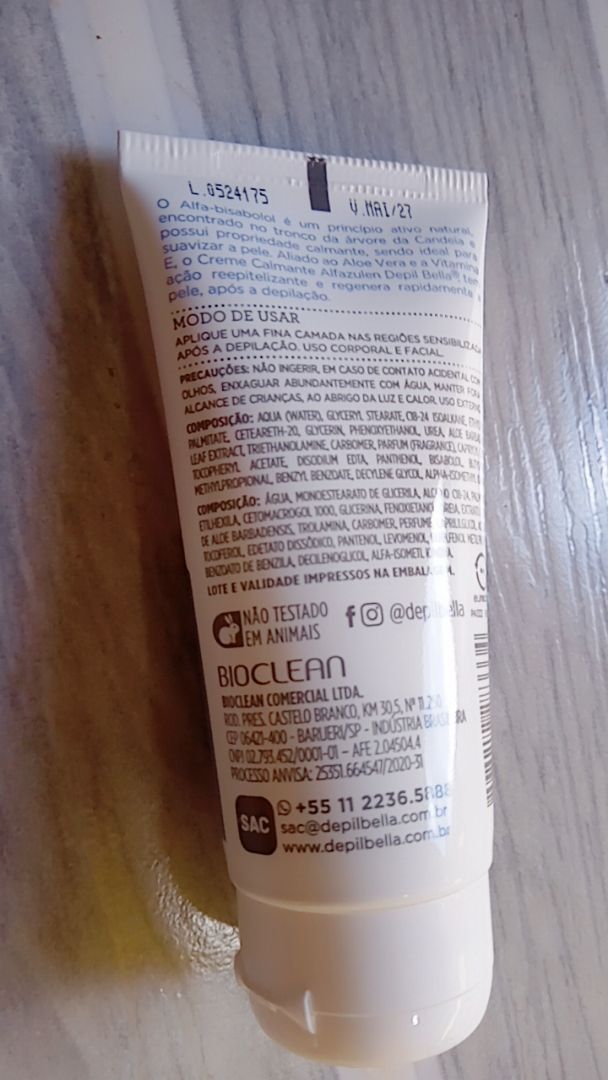 L.0524175
V.MAI/27
O Alfa-bisabolol é um princípio ativo natural,
encontrado no tronco da árvore da Candeia e
possui propriedade calmante, sendo ideal para
suavizar a pele. Aliado ao Aloe Vera e a Vitamina
E, o Creme Calmante Alfazulen Depil Bella® tem
ação reepitelizante e regenera rapidamente a
pele, após a depilação.
MODO DE USAR
APLIQUE UMA FINA CAMADA NAS REGIÕES
APÓS A DEPILAÇÃO. USO CORPORAL E FACIAL.
PRECAUÇÕES: NÃO INGERIR, EM CASO DE CONTATO ACIDENTAL COM
OLHOS, ENXAGUAR ABUNDANTEMENTE COM ÁGUA, MANTER FORA
ALCANCE DE CRIANÇAS, AO ABRIGO DA LUZ E CALOR. USO
COMPOSIÇÃO: AQUA (WATER), GLYCERYL STEARATE, C18-24 ISOALKANE,
PALMITATE, CETEARETH-20, GLYCERIN, PHENOXYETHANOL, UREA, ALOE
LEAF EXTRACT, TRIETHANOLAMINE, CARBOMER, PARFUM (FRAGRANCE),
TOCOPHERYL ACETATE, DISODIUM EDTA, PANTHENOL, BISABOLOL,
METHYLPROPIONAL, BENZYL BENZOATE, DECYLENE GLYCOL,
COMPOSIÇÃO: ÁGUA, MONOESTEARATO DE GLICERILA,
ETILHEXILA, CETOMACROGOL 1000, GLICERINA,
DE ALOE BARBADENSIS, TROLAMINA, CARBOMER, PERFUME,
TOCOFEROL, EDETATO DISSÓDICO, PANTENOL, LEVOMENOL,
BENZOATO DE BENZILA, DECILENOGLICOL,
LOTE E VALIDADE IMPRESSOS NA EMBALAGEM.
NÃO TESTADO
EM ANIMAIS
@depilbella
BIOCLEAN
BIOCLEAN COMERCIAL LTDA.
ROD. PRES. CASTELO BRANCO, KM 30,5, Nº 11.250
CEP 06421-400 - BARUERI/SP - INDÚSTRIA BRASILEIRA
CNPJ 02.793.452/0001-01 - AFE 2.04504.4
PROCESSO ANVISA: 25351.664547/2020-31
SAC
+55 11 2236.5888
sac@depilbella.com.br
www.depilbella.com.br